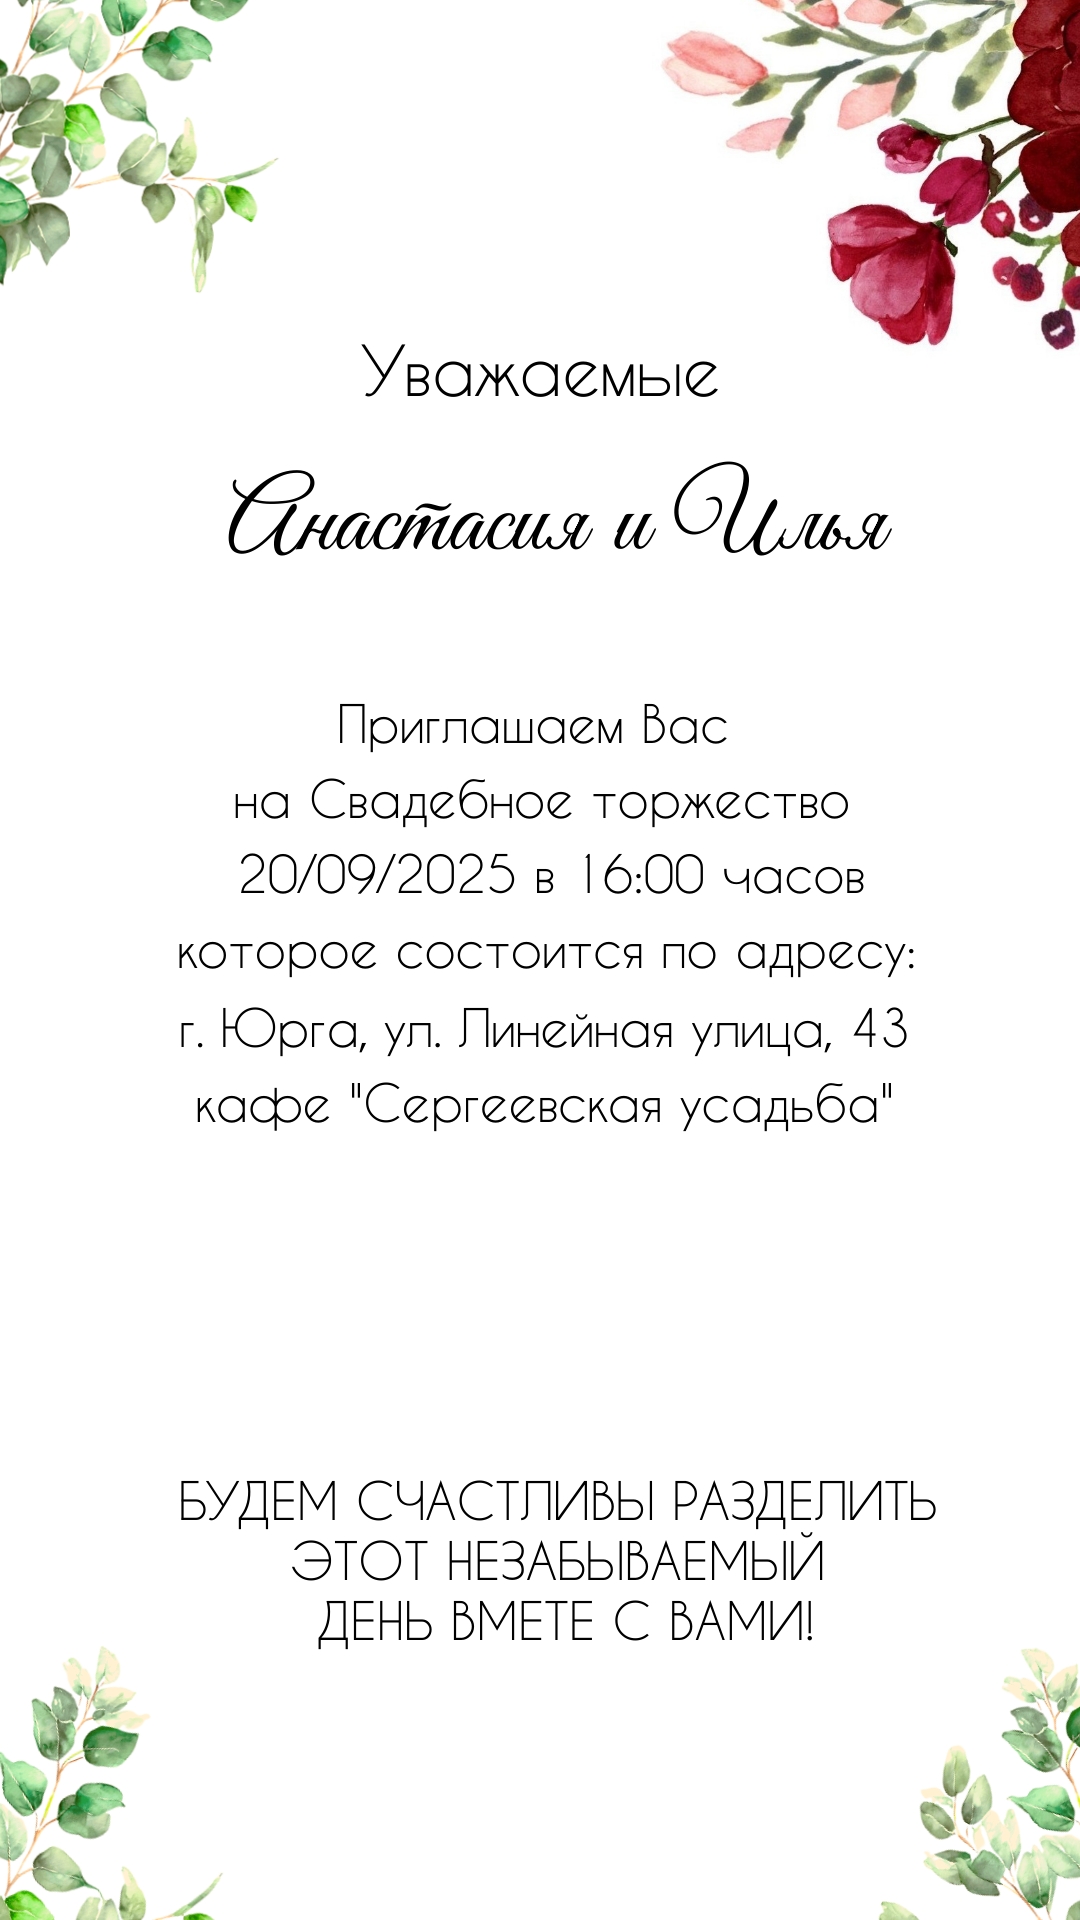 Уважаемые
Анастасия и Илья
Приглашаем Вас
на Свадебное торжество
20/09/2025 в 16:00 часов
которое состоится по адресу:
г. Юрга, ул. Линейная улица, 43
кафе "Сергеевская усадьба"
БУДЕМ СЧАСТЛИВЫ РАЗДЕЛИТЬ
ЭТОТ НЕЗАБЫВАЕМЫЙ
ДЕНЬ ВМЕТЕ С ВАМИ!